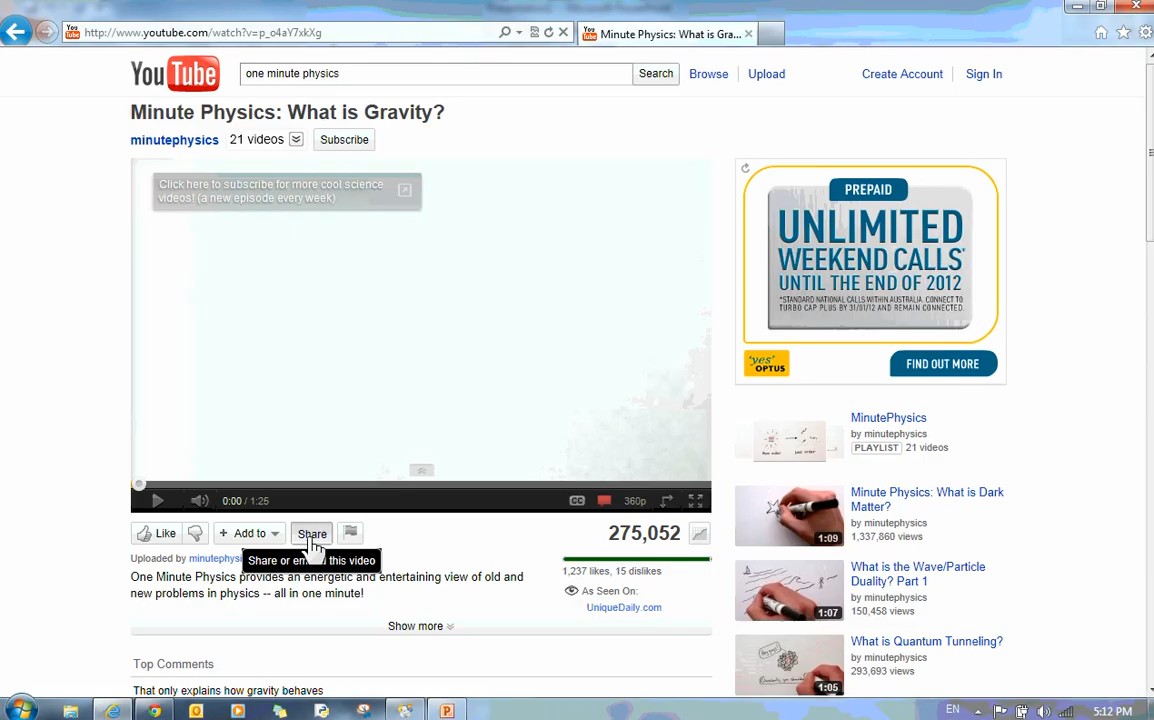 http://www.youtube.com/watch?v=p_o4aY7xkXg
Minute Physics: What is Gra...
YouTube
one minute physics
Search
Browse
Upload
Create Account
Sign In
Minute Physics: What is Gravity?
minutephysics
21 videos
Subscribe
Click here to subscribe for more cool science
videos! (a new episode every week)
0:00 / 1:25
CC
360p
Like
+ Add to
Share
275,052
Uploaded by minutephysi
Share or em this video
1,237 likes, 15 dislikes
One Minute Physics provides an energetic and entertaining view of old and
new problems in physics -- all in one minute!
As Seen On:
UniqueDaily.com
Show more
Top Comments
That only explains how gravity behaves
PREPAID
UNLIMITED
WEEKEND CALLS*
UNTIL THE END OF 2012
*STANDARD NATIONAL CALLS WITHIN AUSTRALIA. CONNECT TO
TURBO CAP PLUS BY 31/01/12 AND REMAIN CONNECTED.
'yes'
OPTUS
FIND OUT MORE
MinutePhysics
by minutephysics
PLAYLIST 21 videos
Minute Physics: What is Dark
Matter?
by minutephysics
1,337,860 views
1:09
What is the Wave/Particle
Duality? Part 1
by minutephysics
150,458 views
1:07
What is Quantum Tunneling?
by minutephysics
293,693 views
1:05
EN
5:12 PM